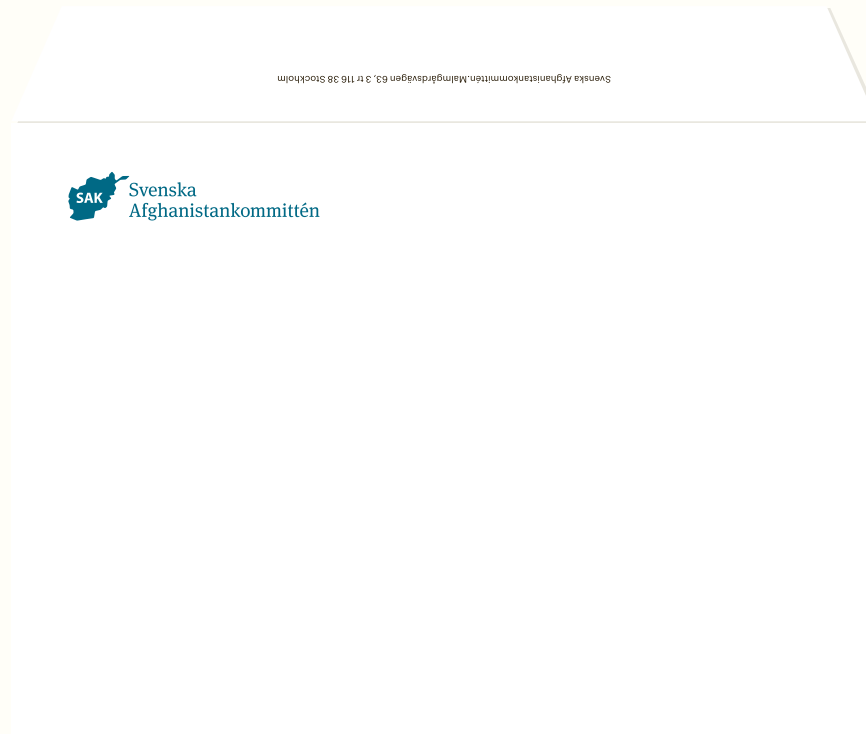 Svenska Afghanistankommittén.Malmgårdsvägen 63, 3 tr 116 38 Stockholm
SAK
Svenska
Afghanistankommittén